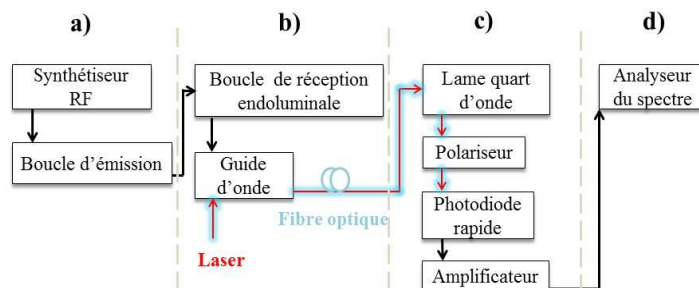 a)
b)
c)
d)
Synthétiseur
RF
Boucle d’émission
Boucle de réception
endoluminale
Guide
d’onde
Fibre optique
Laser
Lame quart
d’onde
Polariseur
Photodiode
rapide
Amplificateur
Analyseur
du spectre